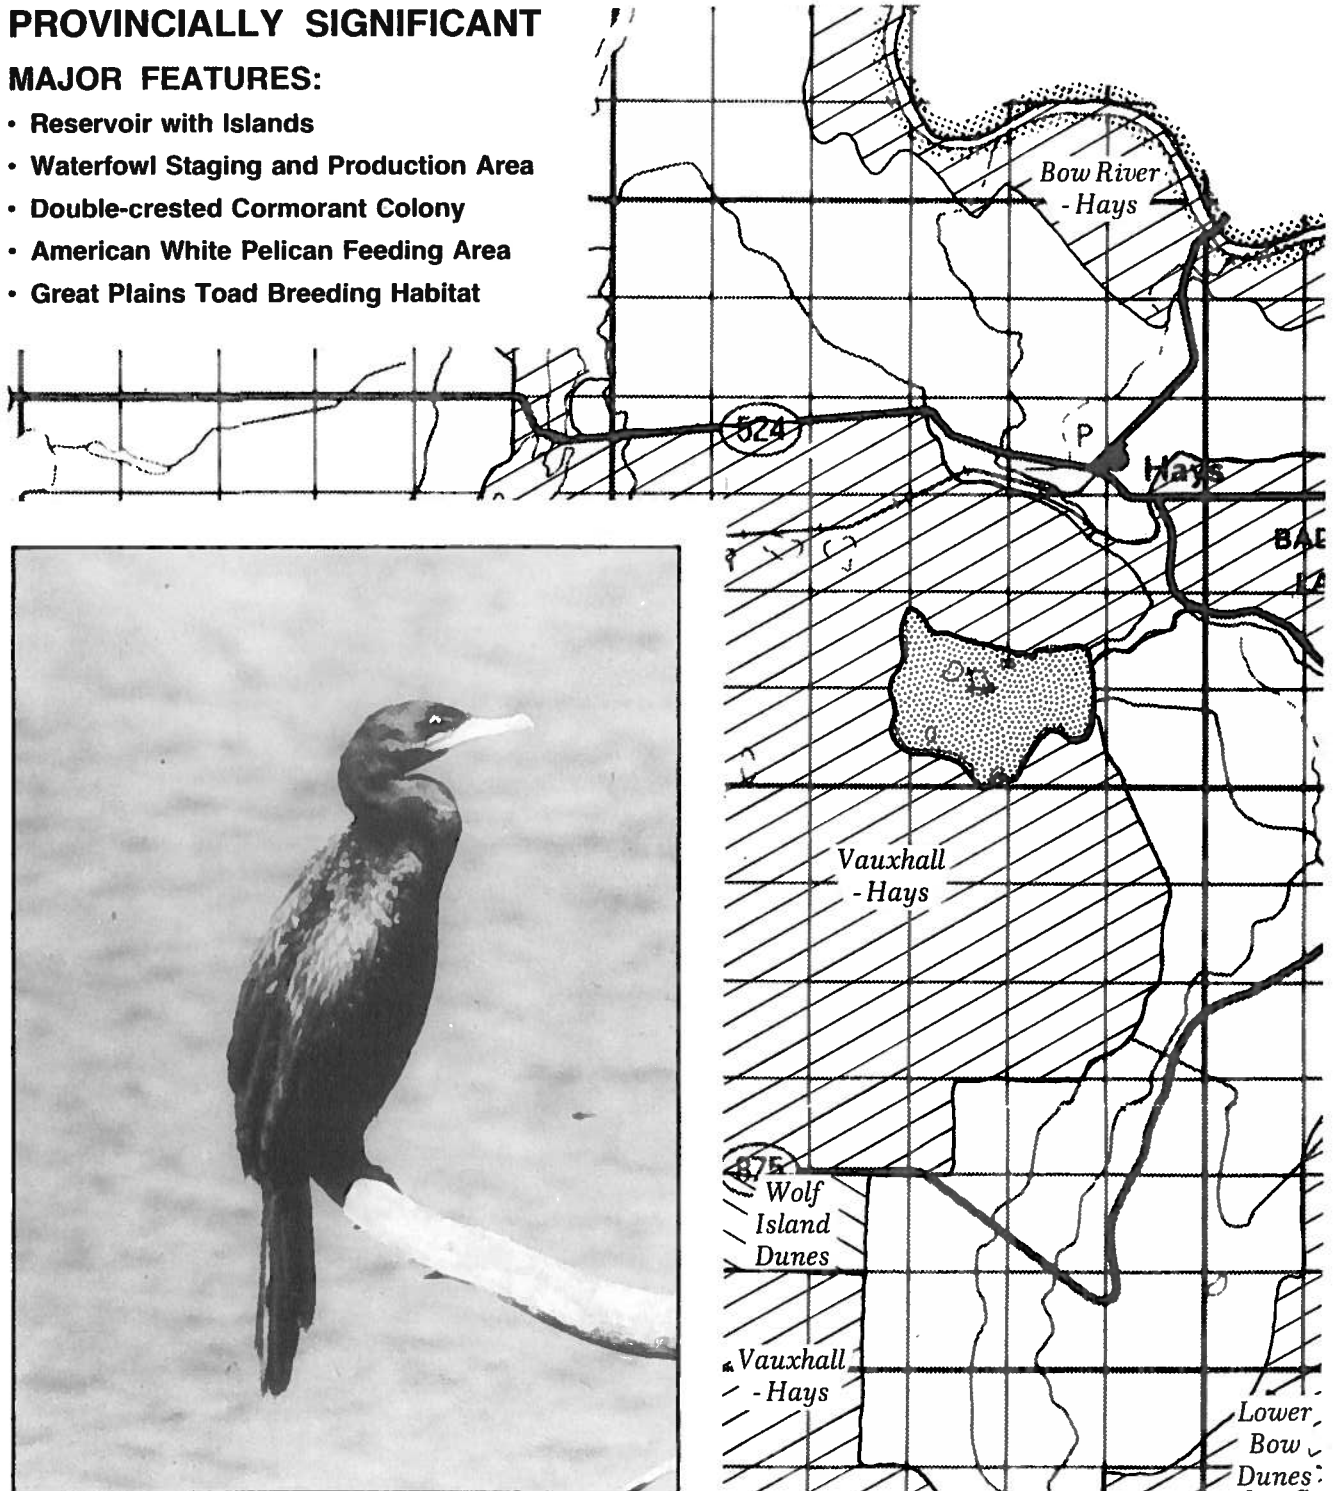 PROVINCIALLY SIGNIFICANT
MAJOR FEATURES:
• Reservoir with Islands
• Waterfowl Staging and Production Area
• Double-crested Cormorant Colony
• American White Pelican Feeding Area
• Great Plains Toad Breeding Habitat
Bow River
- Hays
524
P
Hays
BAD
LA
Vauxhall
- Hays
875
Wolf
Island
Dunes
Vauxhall
- Hays
Lower
Bow
Dunes